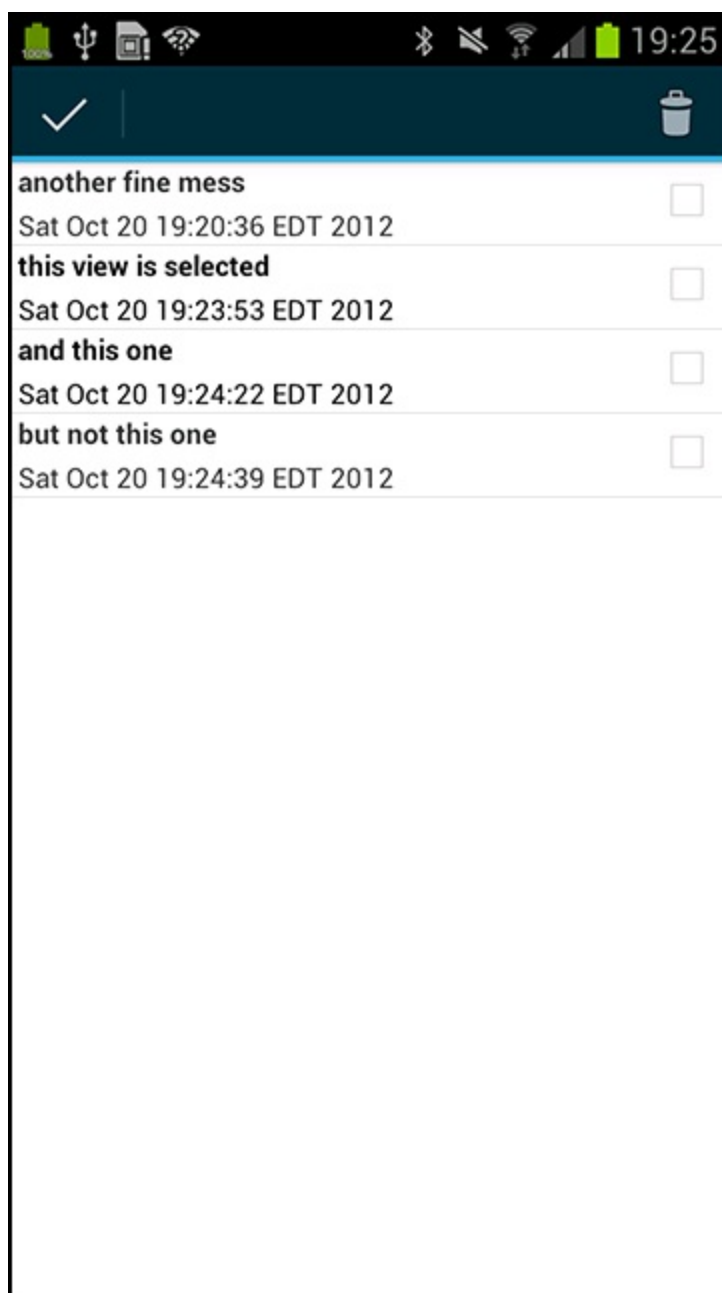 100%
19:25
another fine mess
Sat Oct 20 19:20:36 EDT 2012
this view is selected
Sat Oct 20 19:23:53 EDT 2012
and this one
Sat Oct 20 19:24:22 EDT 2012
but not this one
Sat Oct 20 19:24:39 EDT 2012